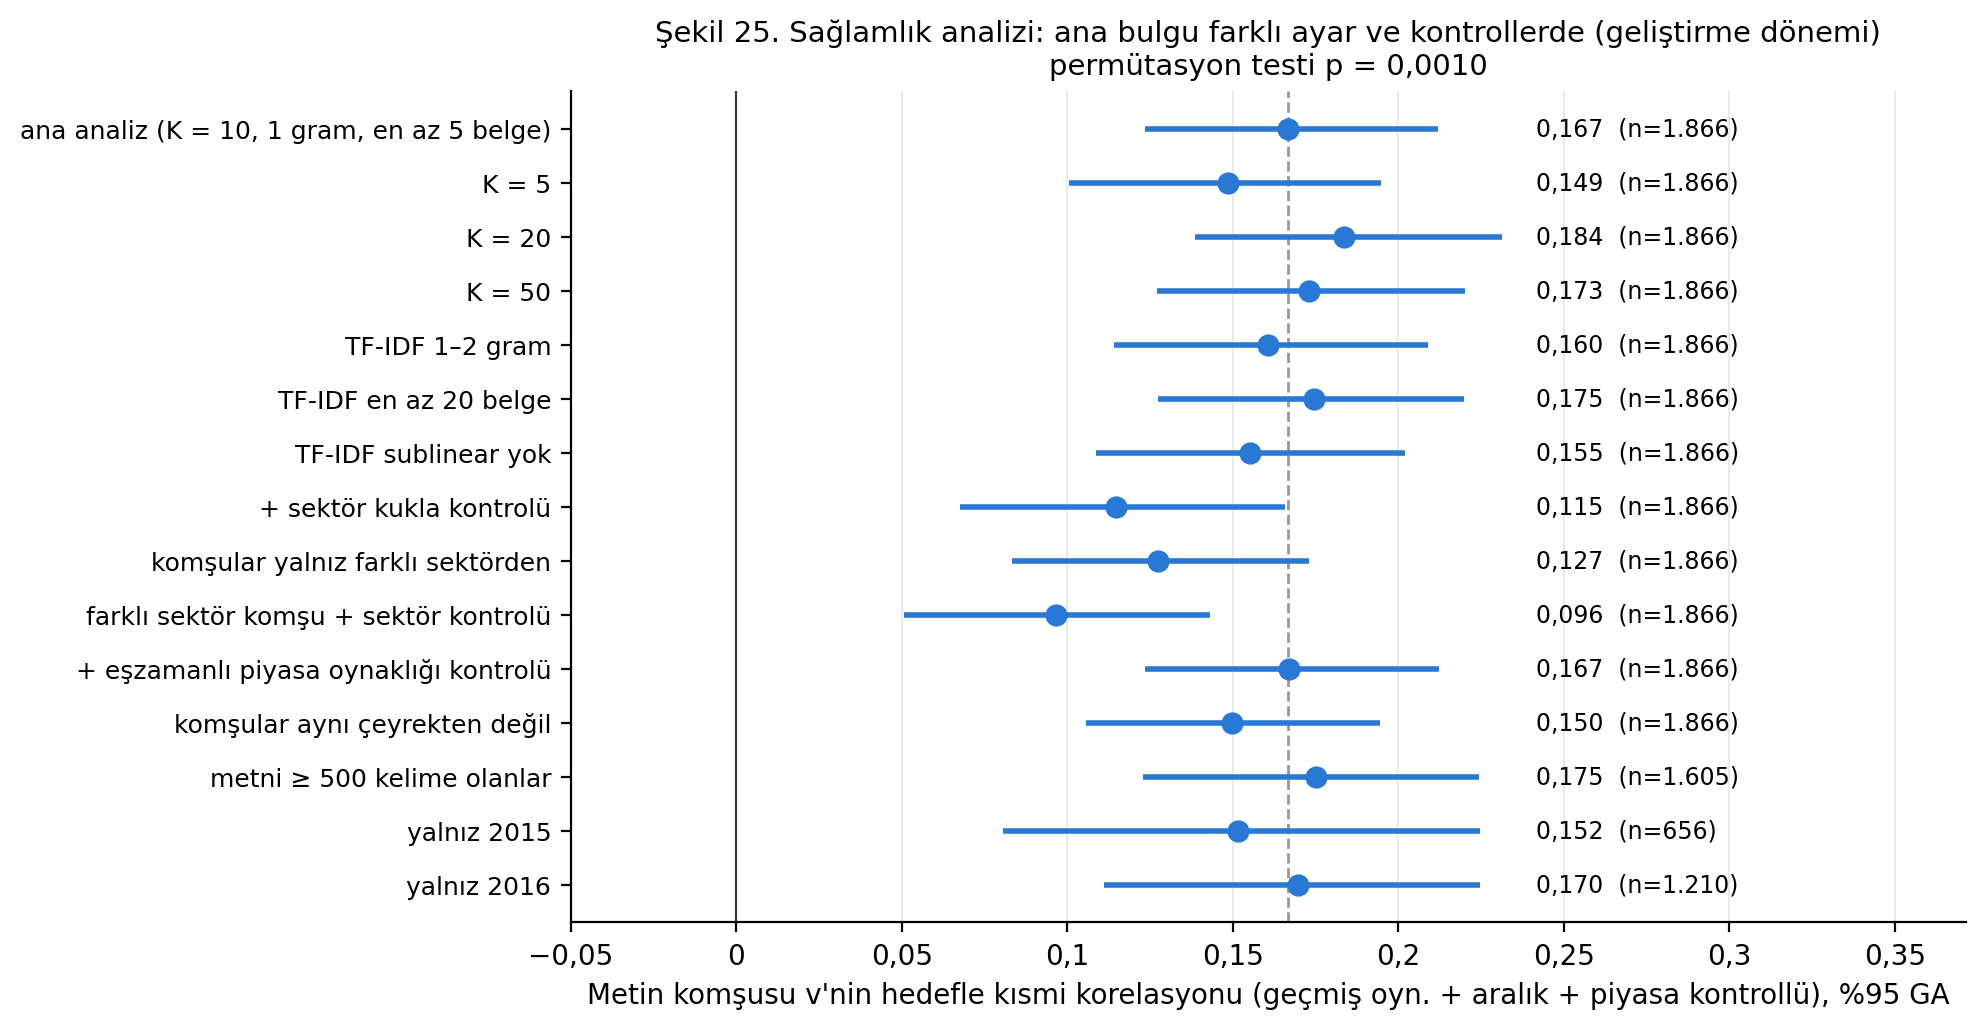 Şekil 25. Sağlamlık analizi: ana bulgu farklı ayar ve kontrollerde (geliştirme dönemi)
permütasyon testi p = 0,0010
ana analiz (K = 10, 1 gram, en az 5 belge) 0,167 (n=1.866)
K = 5 0,149 (n=1.866)
K = 20 0,184 (n=1.866)
K = 50 0,173 (n=1.866)
TF-IDF 1–2 gram 0,160 (n=1.866)
TF-IDF en az 20 belge 0,175 (n=1.866)
TF-IDF sublinear yok 0,155 (n=1.866)
+ sektör kukla kontrolü 0,115 (n=1.866)
komşular yalnız farklı sektörden 0,127 (n=1.866)
farklı sektör komşu + sektör kontrolü 0,096 (n=1.866)
+ eşzamanlı piyasa oynaklığı kontrolü 0,167 (n=1.866)
komşular aynı çeyrekten değil 0,150 (n=1.866)
metni ≥ 500 kelime olanlar 0,175 (n=1.605)
yalnız 2015 0,152 (n=656)
yalnız 2016 0,170 (n=1.210)
−0,05 0 0,05 0,1 0,15 0,2 0,25 0,3 0,35
Metin komşusu v'nin hedefle kısmi korelasyonu (geçmiş oyn. + aralık + piyasa kontrollü), %95 GA